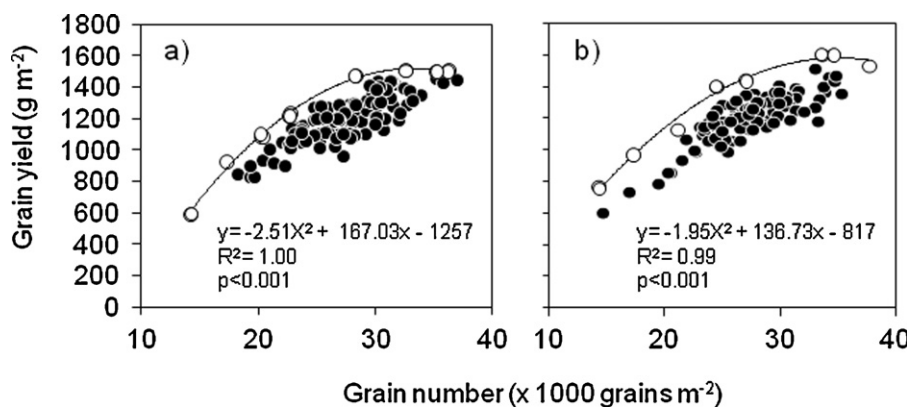 Grain yield (g m⁻²)
1800
1600
1400
1200
1000
800
600
400
200
0
a)
y= -2.51X² + 167.03x - 1257
R²= 1.00
p<0.001
10
20
30
40
b)
y= -1.95X² + 136.73x - 817
R²= 0.99
p<0.001
10
20
30
40
Grain number (x 1000 grains m⁻²)